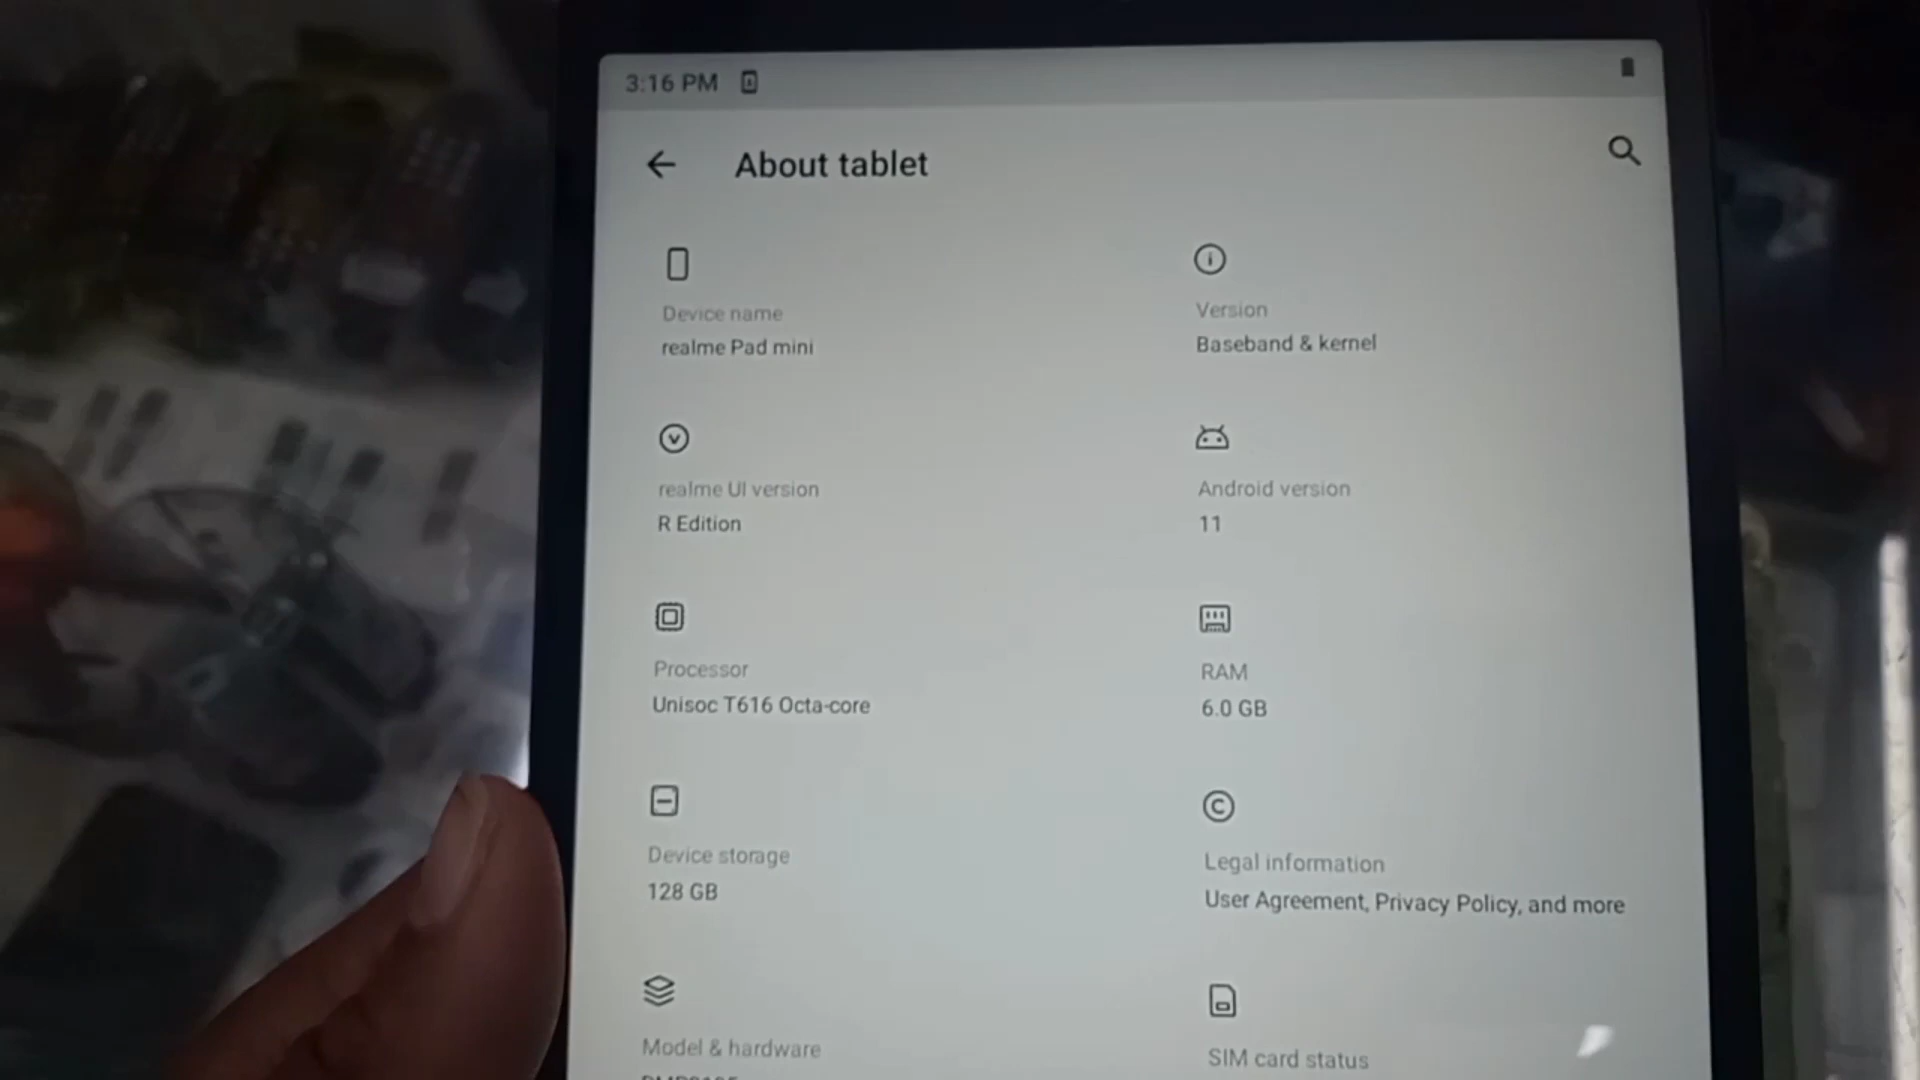 3:16 PM
About tablet
Device name
realme Pad mini
Version
Baseband & kernel
realme UI version
R Edition
Android version
11
Processor
Unisoc T616 Octa-core
RAM
6.0 GB
Device storage
128 GB
Legal information
User Agreement, Privacy Policy, and more
Model & hardware
SIM card status